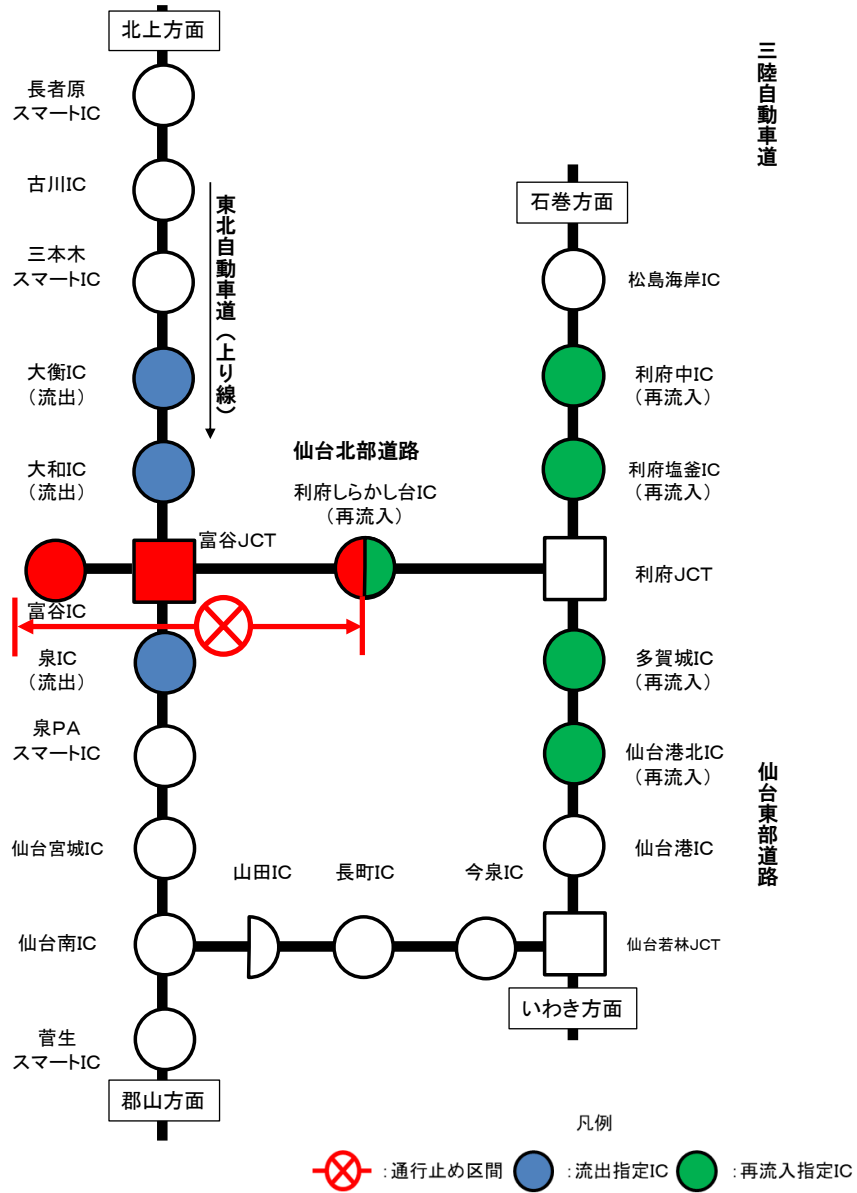 北上方面
長者原
スマートIC
古川IC
三本木
スマートIC
大衡IC
(流出)
大和IC
(流出)
東北自動車道(上り線)
富谷JCT
富谷IC
泉IC
(流出)
泉PA
スマートIC
仙台宮城IC
仙台南IC
菅生
スマートIC
郡山方面
仙台北部道路
利府しらかし台IC
(再流入)
山田IC
長町IC
今泉IC
三陸自動車道
石巻方面
松島海岸IC
利府中IC
(再流入)
利府塩釜IC
(再流入)
利府JCT
多賀城IC
(再流入)
仙台港北IC
(再流入)
仙台港IC
仙台若林JCT
いわき方面
仙台東部道路
凡例
:通行止め区間
:流出指定IC
:再流入指定IC